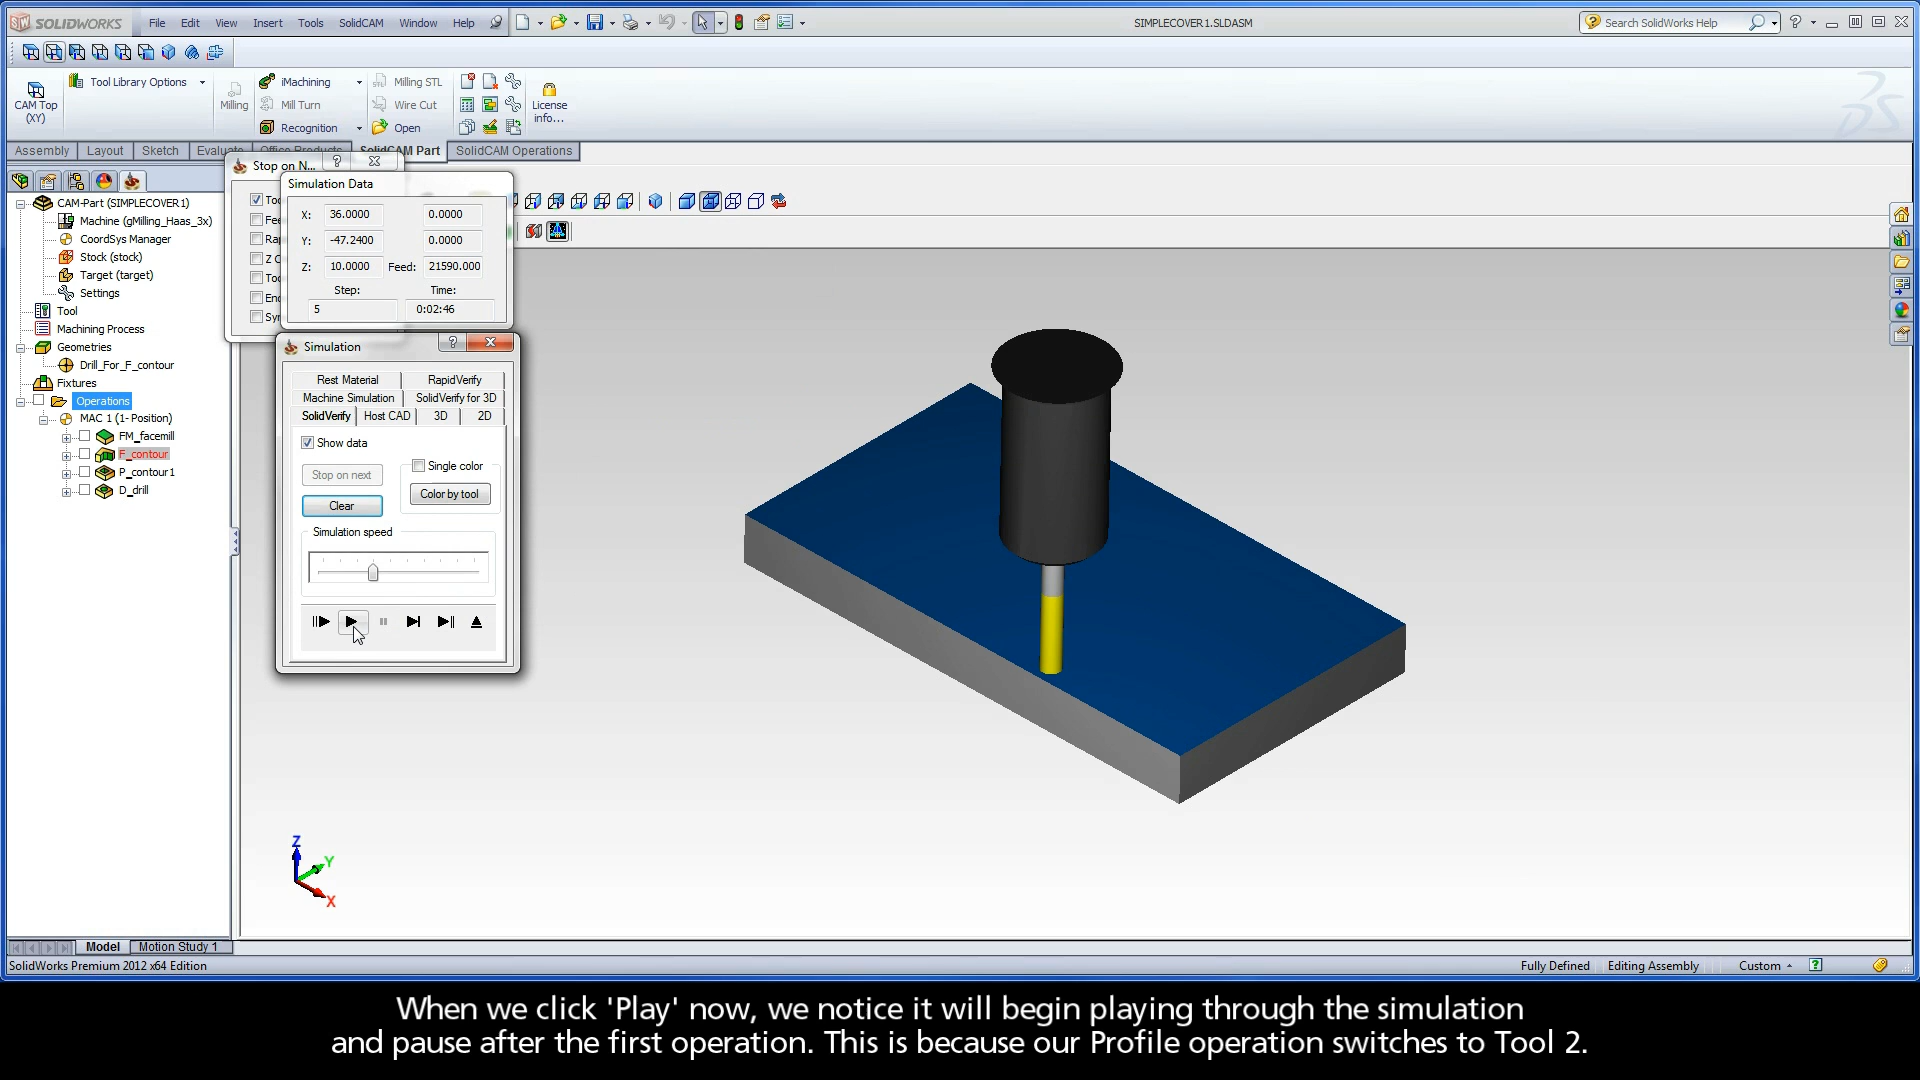 SOLIDWORKS File Edit View Insert Tools SolidCAM Window Help SIMPLECOVER1.SLDASM Search SolidWorks Help
CAM Top (XY)
Tool Library Options
Milling
iMachining
Mill Turn
Recognition
Milling STL
Wire Cut
Open
License info...
Assembly Layout Sketch Evaluate Office Products SolidCAM Part SolidCAM Operations
CAM-Part (SIMPLECOVER1)
Machine (gMilling_Haas_3x)
CoordSys Manager
Stock (stock)
Target (target)
Settings
Tool
Machining Process
Geometries
Drill_For_F_contour
Fixtures
Operations
MAC 1 (1- Position)
FM_facemill
F_contour
P_contour1
D_drill
Stop on N...
Simulation Data
X: 36.0000 0.0000
Y: -47.2400 0.0000
Z: 10.0000 Feed: 21590.000
Step: Time:
5 0:02:46
Simulation
Rest Material RapidVerify
Machine Simulation SolidVerify for 3D
SolidVerify Host CAD 3D 2D
Show data
Stop on next
Single color
Color by tool
Clear
Simulation speed
Z
Y
X
Model Motion Study 1
SolidWorks Premium 2012 x64 Edition Fully Defined Editing Assembly Custom
When we click 'Play' now, we notice it will begin playing through the simulation
and pause after the first operation. This is because our Profile operation switches to Tool 2.